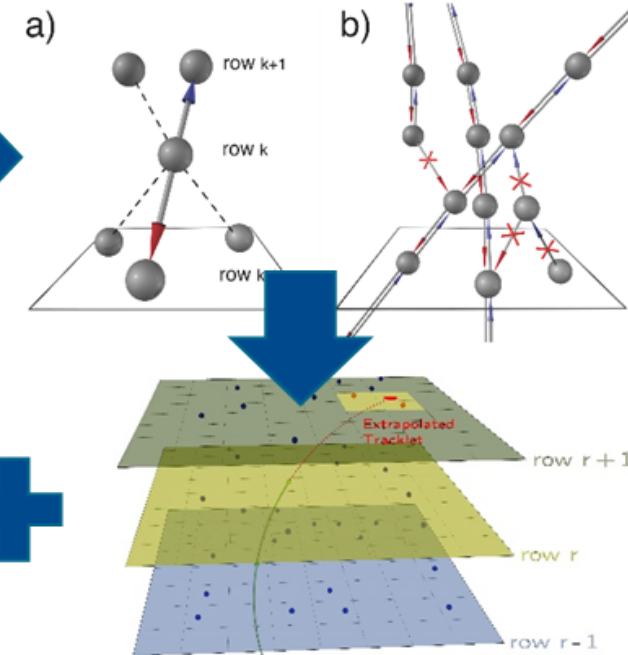 a)
b)
row k+1
row k
row k
Extrapolated
Tracklet
row r+1
row r
row r-1